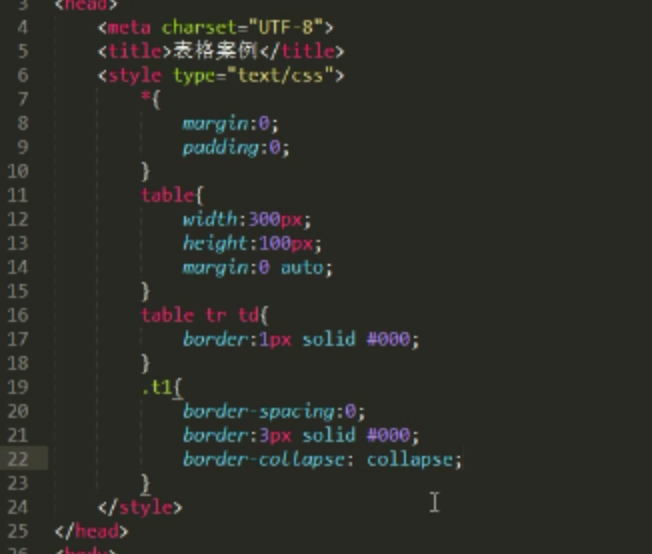 3 <head>
4 <meta charset="UTF-8">
5 <title>表格案例</title>
6 <style type="text/css">
7 *{
8 margin:0;
9 padding:0;
10 }
11 table{
12 width:300px;
13 height:100px;
14 margin:0 auto;
15 }
16 table tr td{
17 border:1px solid #000;
18 }
19 .t1{
20 border-spacing:0;
21 border:3px solid #000;
22 border-collapse: collapse;
23 }
24 </style>
25 </head>
26 <body>